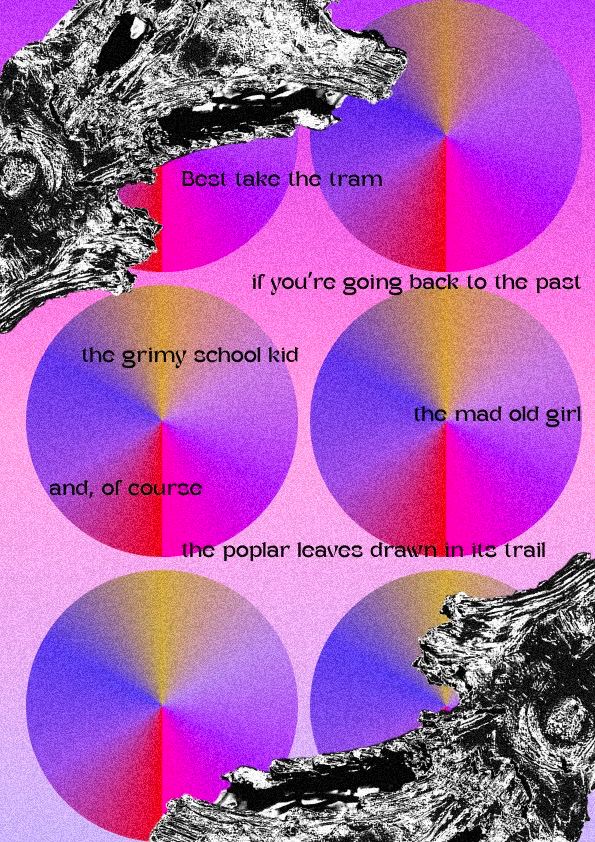 Best take the tram
if you're going back to the past
the grimy school kid
the mad old girl
and, of course
the poplar leaves drawn in its trail